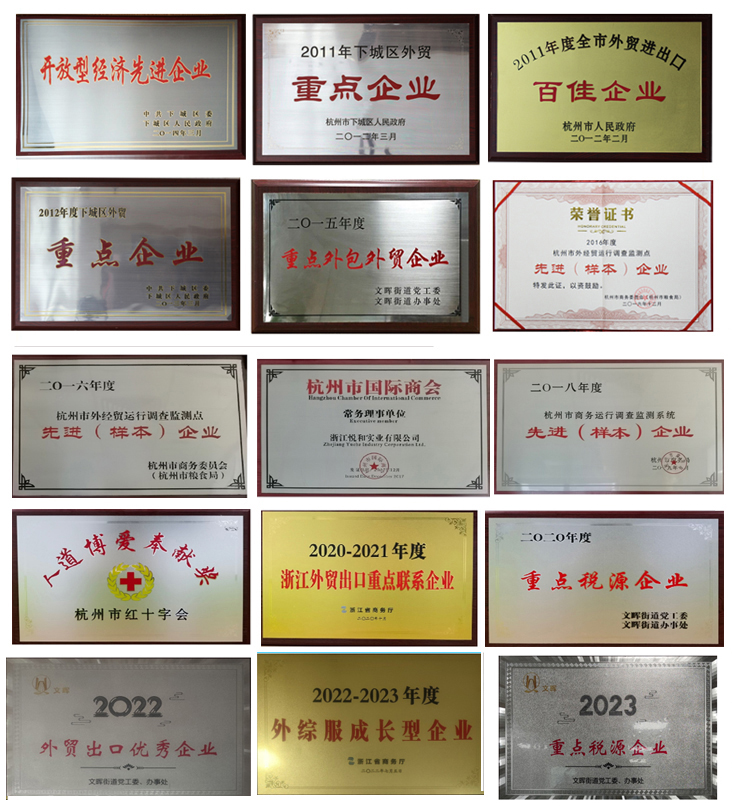 开放型经济先进企业
中共下城区委
下城区人民政府
二〇一四年三月
2011年下城区外贸
重点企业
杭州市下城区人民政府
二〇一二年三月
2011年度全市外贸进出口
百佳企业
杭州市人民政府
二〇一二年二月
2012年度下城区外贸
重点企业
中共下城区委
下城区人民政府
二〇一五年度
重点外包外贸企业
文晖街道党工委
文晖街道办事处
荣誉证书
HONORARY CREDENTIAL
2016年度
杭州市外经贸运行调查监测点
先进（样本）企业
特发此证，以资鼓励。
二〇一六年度
杭州市外经贸运行调查监测点
先进（样本）企业
杭州市商务委员会
（杭州市粮食局）
杭州市国际商会
Hangzhou Chamber Of International Commerce
常务理事单位
Executive member
浙江悦和实业有限公司
Zhejiang Yuehe Industry Corporation Ltd.
二〇一八年度
杭州市商务运行调查监测系统
先进（样本）企业
人道博爱奉献奖
杭州市红十字会
2020-2021年度
浙江外贸出口重点联系企业
浙江省商务厅
二〇二〇年度
重点税源企业
文晖街道党工委
文晖街道办事处
文晖
2022
外贸出口优秀企业
文晖街道党工委、办事处
2022-2023年度
外综服成长型企业
浙江省商务厅
文晖
2023
重点税源企业
文晖街道党工委、办事处